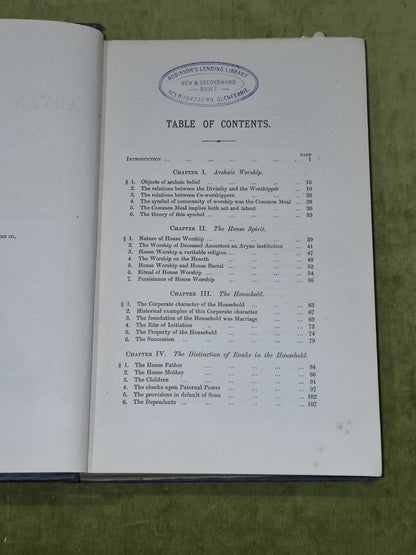 ARYAN
ROBINSON'S LENDING LIBRARY
NEW & SECONDHAND
BOOKS
GLENFERRIE.
TABLE OF CONTENTS.
PAGE
INTRODUCTION ... ... ... ... ... ... 1
CHAPTER I. Archaic Worship.
§ 1. Objects of archaic belief ... ... ... ... 15
2. The relations between the Divinity and the Worshipper ... 19
3. The relations between Co-worshippers ... ... ... 26
4. The symbol of community of worship was the Common Meal ... 29
5. The Common Meal implies both act and intent ... ... 30
6. The theory of this symbol ... ... ... ... 33
CHAPTER II. The House Spirit.
§ 1. Nature of House Worship ... ... ... ... 39
2. The Worship of Deceased Ancestors an Aryan institution ... 41
3. House Worship a veritable religion ... ... ... 47
4. The Worship on the Hearth ... ... ... ... 49
5. House Worship and House Burial ... ... ... 52
6. Ritual of House Worship ... ... ... ... 54
7. Persistence of House Worship ... ... ... ... 56
CHAPTER III. The Household.
§ 1. The Corporate character of the Household ... ... ... 63
2. Historical examples of this Corporate character ... ... 67
3. The foundation of the Household was Marriage ... ... 69
4. The Rite of Initiation ... ... ... ... 72
5. The Property of the Household ... ... ... ... 74
6. The Succession ... ... ... ... ... 79
CHAPTER IV. The Distinction of Ranks in the Household.
§ 1. The House Father ... ... ... ... 84
2. The House Mother ... ... ... ... 86
3. The Children ... ... ... ... ... 91
4. The checks upon Paternal Power ... ... ... ... 97
5. The provisions in default of Sons ... ... ... 102
6. The Dependents ... ... ... ... ... 107